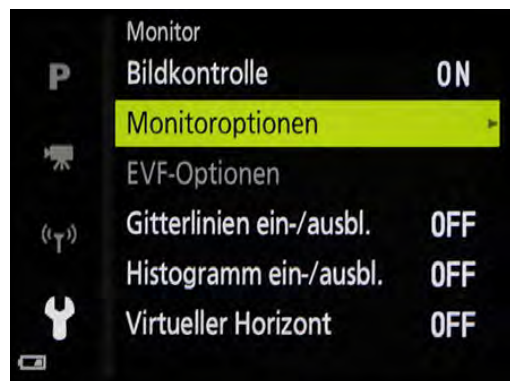 Monitor
P
Bildkontrolle ON
Monitoroptionen
EVF-Optionen
Gitterlinien ein-/ausbl. OFF
Histogramm ein-/ausbl. OFF
Virtueller Horizont OFF